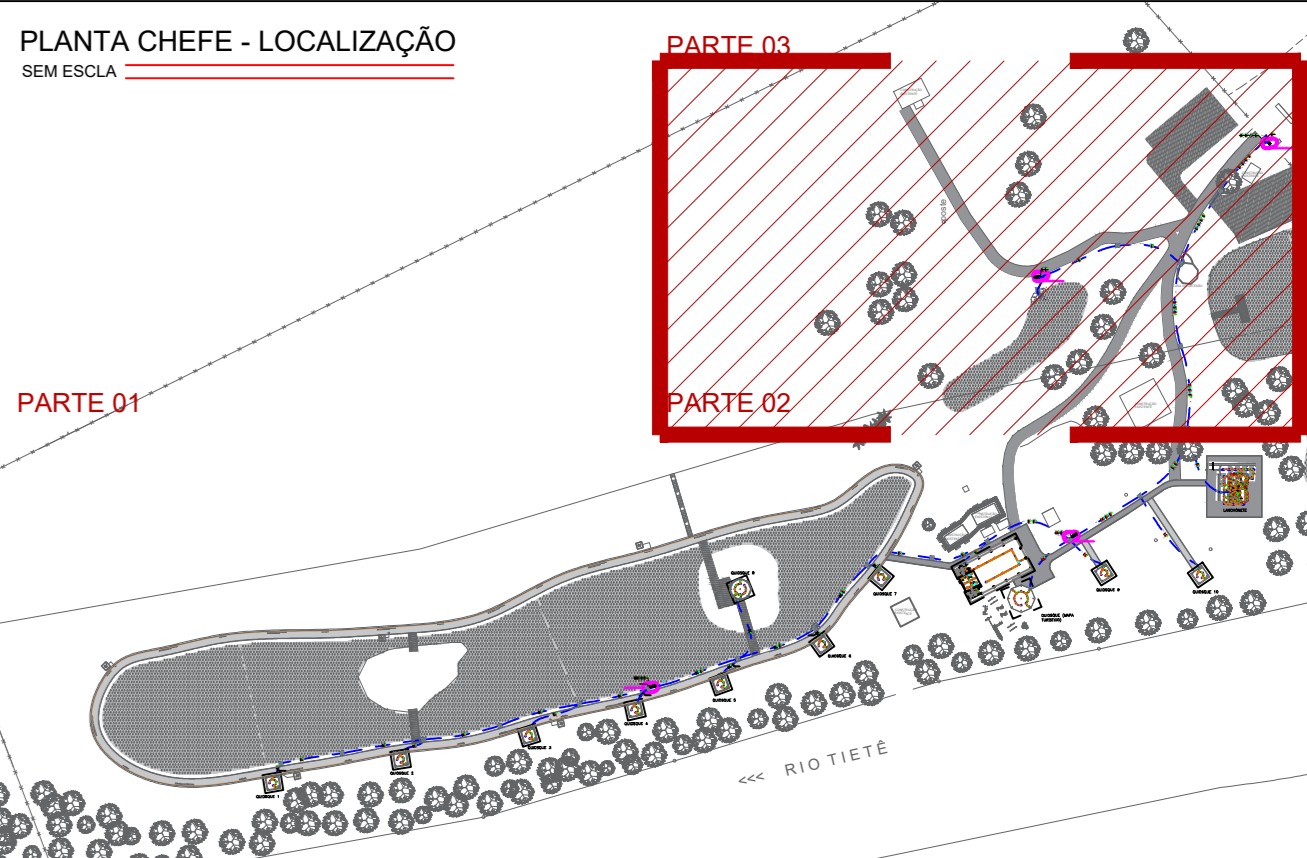 PLANTA CHEFE - LOCALIZAÇÃO
SEM ESCLA
PARTE 03
poste
PARTE 01
PARTE 02
LANCHONETE
QUIOSQUE 8
QUIOSQUE 7
QUIOSQUE 9
QUIOSQUE 10
QUIOSQUE (MAPA
TURÍSTICO)
QUIOSQUE 6
QUIOSQUE 5
QUIOSQUE 4
QUIOSQUE 3
QUIOSQUE 2
QUIOSQUE 1
<<< RIO TIETÊ